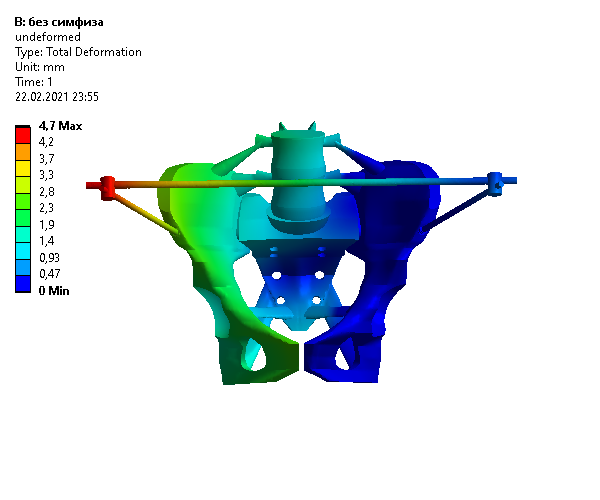 B: без симфиза
undeformed
Type: Total Deformation
Unit: mm
Time: 1
22.02.2021 23:55
4,7 Max
4,2
3,7
3,3
2,8
2,3
1,9
1,4
0,93
0,47
0 Min